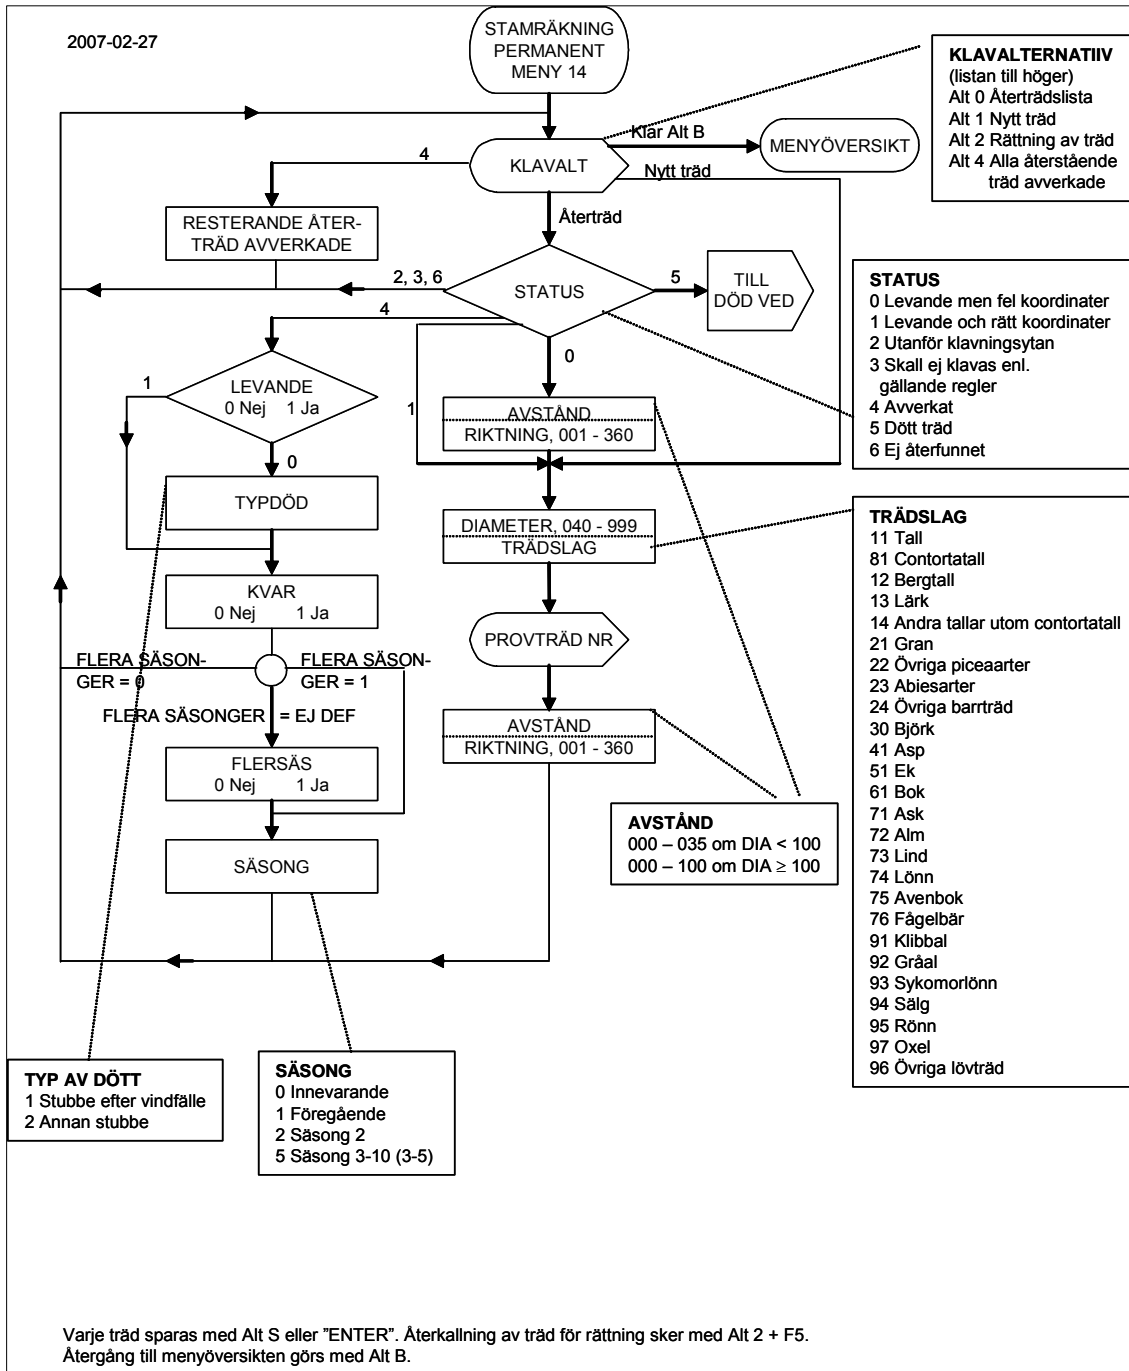 2007-02-27
STAMRÄKNING
PERMANENT
MENY 14
KLAVALTERNATIIV
(listan till höger)
Alt 0 Återträdslista
Alt 1 Nytt träd
Alt 2 Rättning av träd
Alt 4 Alla återstående
träd avverkade
Klar Alt B
MENYÖVERSIKT
4
KLAVALT
Nytt träd
Återträd
RESTERANDE ÅTER-
TRÄD AVVERKADE
2, 3, 6
STATUS
5
TILL
DÖD VED
4
0
STATUS
0 Levande men fel koordinater
1 Levande och rätt koordinater
2 Utanför klavningsytan
3 Skall ej klavas enl.
gällande regler
4 Avverkat
5 Dött träd
6 Ej återfunnet
1
LEVANDE
0 Nej 1 Ja
0
1
AVSTÅND
RIKTNING, 001 - 360
TYPDÖD
DIAMETER, 040 - 999
TRÄDSLAG
KVAR
0 Nej 1 Ja
PROVTRÄD NR
FLERA SÄSON-
GER = 0
FLERA SÄSON-
GER = 1
FLERA SÄSONGER = EJ DEF
AVSTÅND
RIKTNING, 001 - 360
FLERSÄS
0 Nej 1 Ja
SÄSONG
TRÄDSLAG
11 Tall
81 Contortatall
12 Bergtall
13 Lärk
14 Andra tallar utom contortatall
21 Gran
22 Övriga piceaarter
23 Abiesarter
24 Övriga barrträd
30 Björk
41 Asp
51 Ek
61 Bok
71 Ask
72 Alm
73 Lind
74 Lönn
75 Avenbok
76 Fågelbär
91 Klibbal
92 Gråal
93 Sykomorlönn
94 Sälg
95 Rönn
97 Oxel
96 Övriga lövträd
AVSTÅND
000 – 035 om DIA < 100
000 – 100 om DIA ≥ 100
TYP AV DÖTT
1 Stubbe efter vindfälle
2 Annan stubbe
SÄSONG
0 Innevarande
1 Föregående
2 Säsong 2
5 Säsong 3-10 (3-5)
Varje träd sparas med Alt S eller "ENTER". Återkallning av träd för rättning sker med Alt 2 + F5.
Återgång till menyöversikten görs med Alt B.